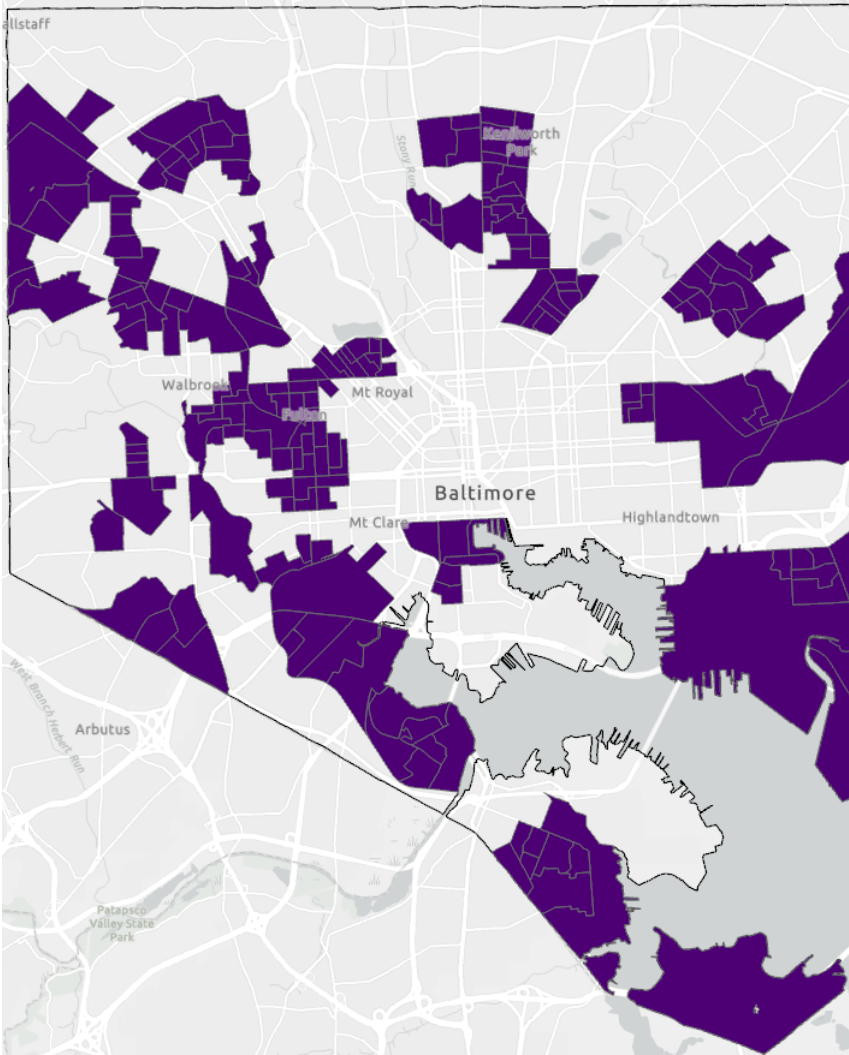 allstaff
Stony Run
Kenilworth
Park
Walbrook
Mt Royal
Fulton
Baltimore
Mt Clare
Highlandtown
West Branch Herbert Run
Arbutus
Patapsco
Valley State
Park